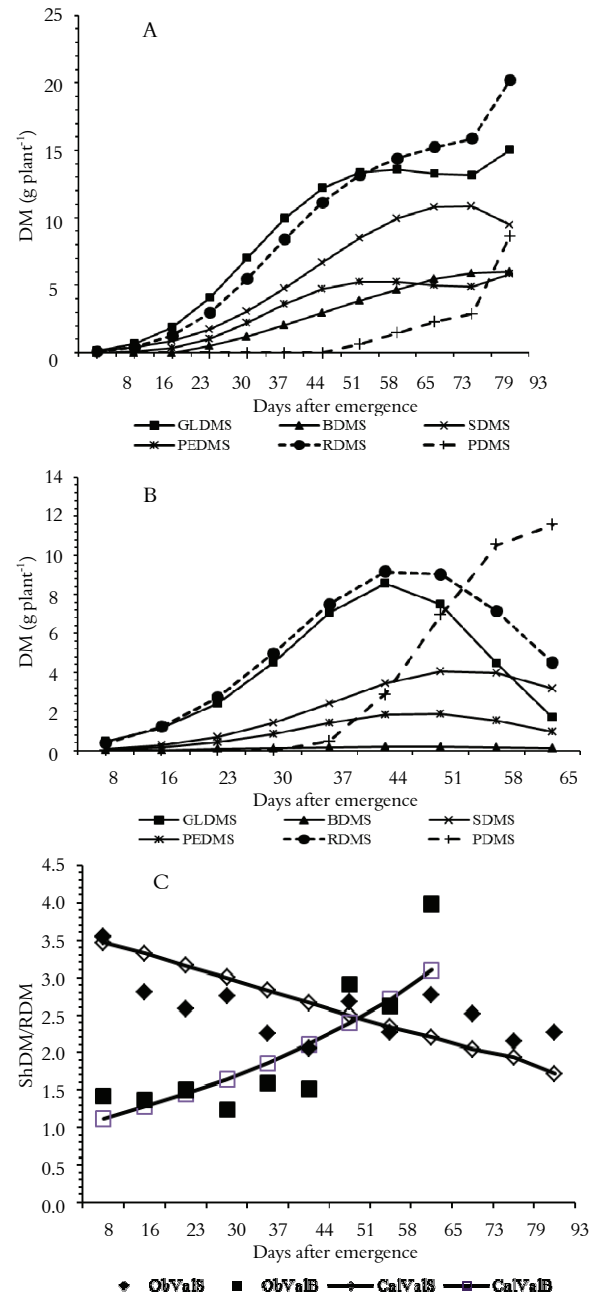 A
25
20
15
10
5
0
DM (g plant-1)
8 16 23 30 37 44 51 58 65 73 79 93
Days after emergence
GLDMS BDMS SDMS
PEDMS RDMS PDMS
B
14
12
10
8
6
4
2
0
DM (g plant-1)
8 16 23 30 37 44 51 58 65
Days after emergence
GLDMS BDMS SDMS
PEDMS RDMS PDMS
C
4.5
4.0
3.5
3.0
2.5
2.0
1.5
1.0
0.5
0.0
ShDM/RDM
8 16 23 30 37 44 51 58 65 73 79 93
Days after emergence
ObValS ObValB CalValS CalValB